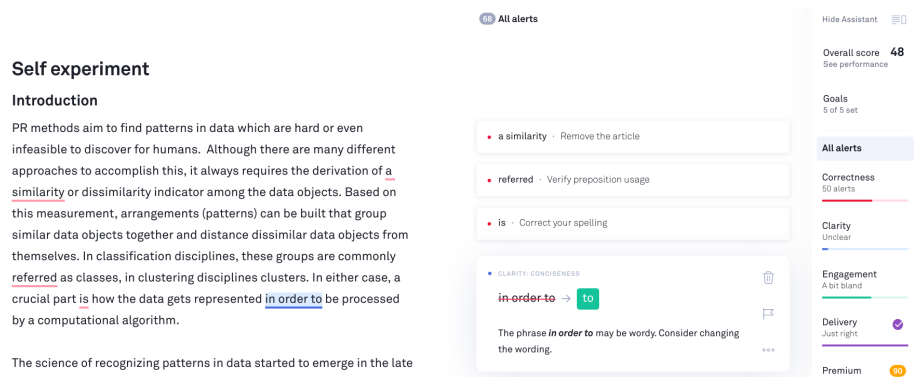 68 All alerts
Hide Assistant
Overall score 48
See performance
Goals
5 of 5 set
All alerts
Correctness
50 alerts
Clarity
Unclear
Engagement
A bit bland
Delivery
Just right
Premium 90
Self experiment
Introduction
PR methods aim to find patterns in data which are hard or even
infeasible to discover for humans.  Although there are many different
approaches to accomplish this, it always requires the derivation of a
similarity or dissimilarity indicator among the data objects. Based on
this measurement, arrangements (patterns) can be built that group
similar data objects together and distance dissimilar data objects from
themselves. In classification disciplines, these groups are commonly
referred as classes, in clustering disciplines clusters. In either case, a
crucial part is how the data gets represented in order to be processed
by a computational algorithm.
The science of recognizing patterns in data started to emerge in the late
a similarity · Remove the article
referred · Verify preposition usage
is · Correct your spelling
CLARITY: CONCISENESS
in order to → to
The phrase in order to may be wordy. Consider changing
the wording.